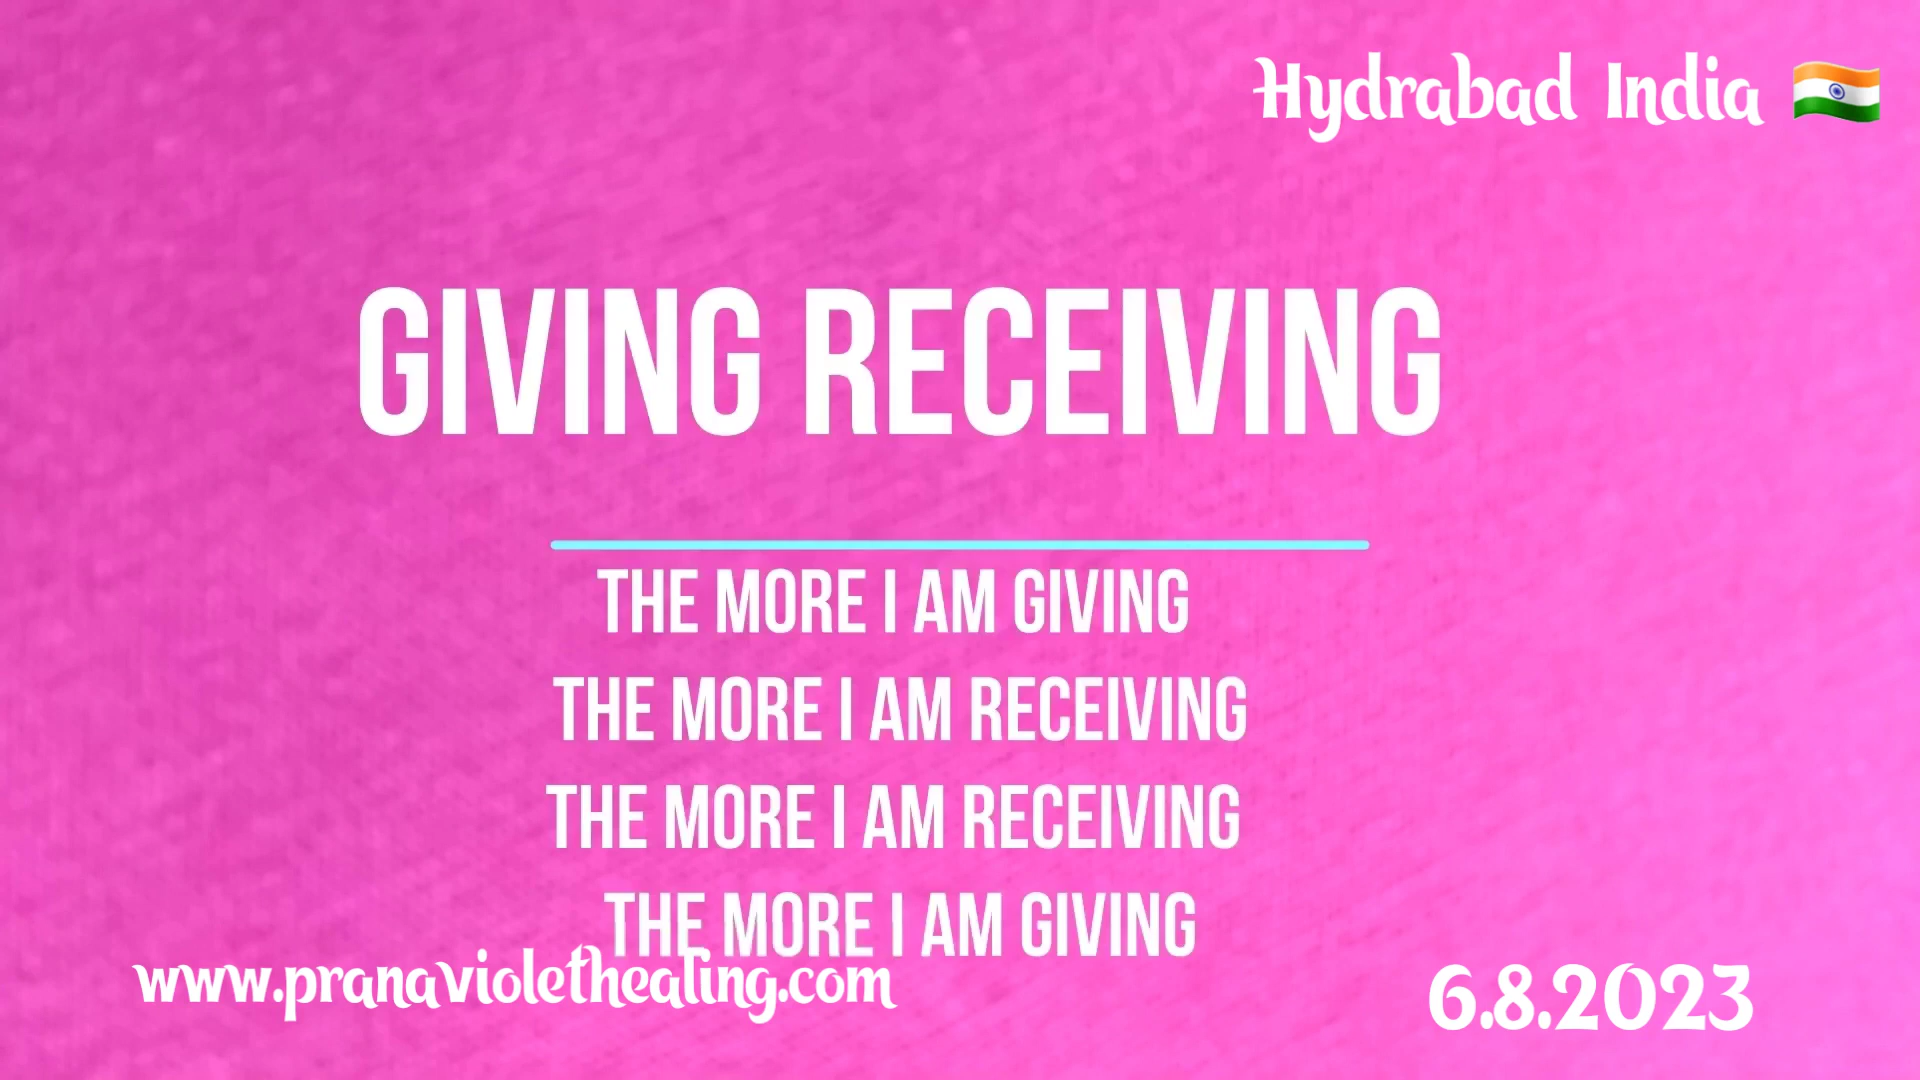 Hydrabad India 🇮🇳
GIVING RECEIVING
THE MORE I AM GIVING
THE MORE I AM RECEIVING
THE MORE I AM RECEIVING
THE MORE I AM GIVING
www.pranaviolethealing.com
6.8.2023